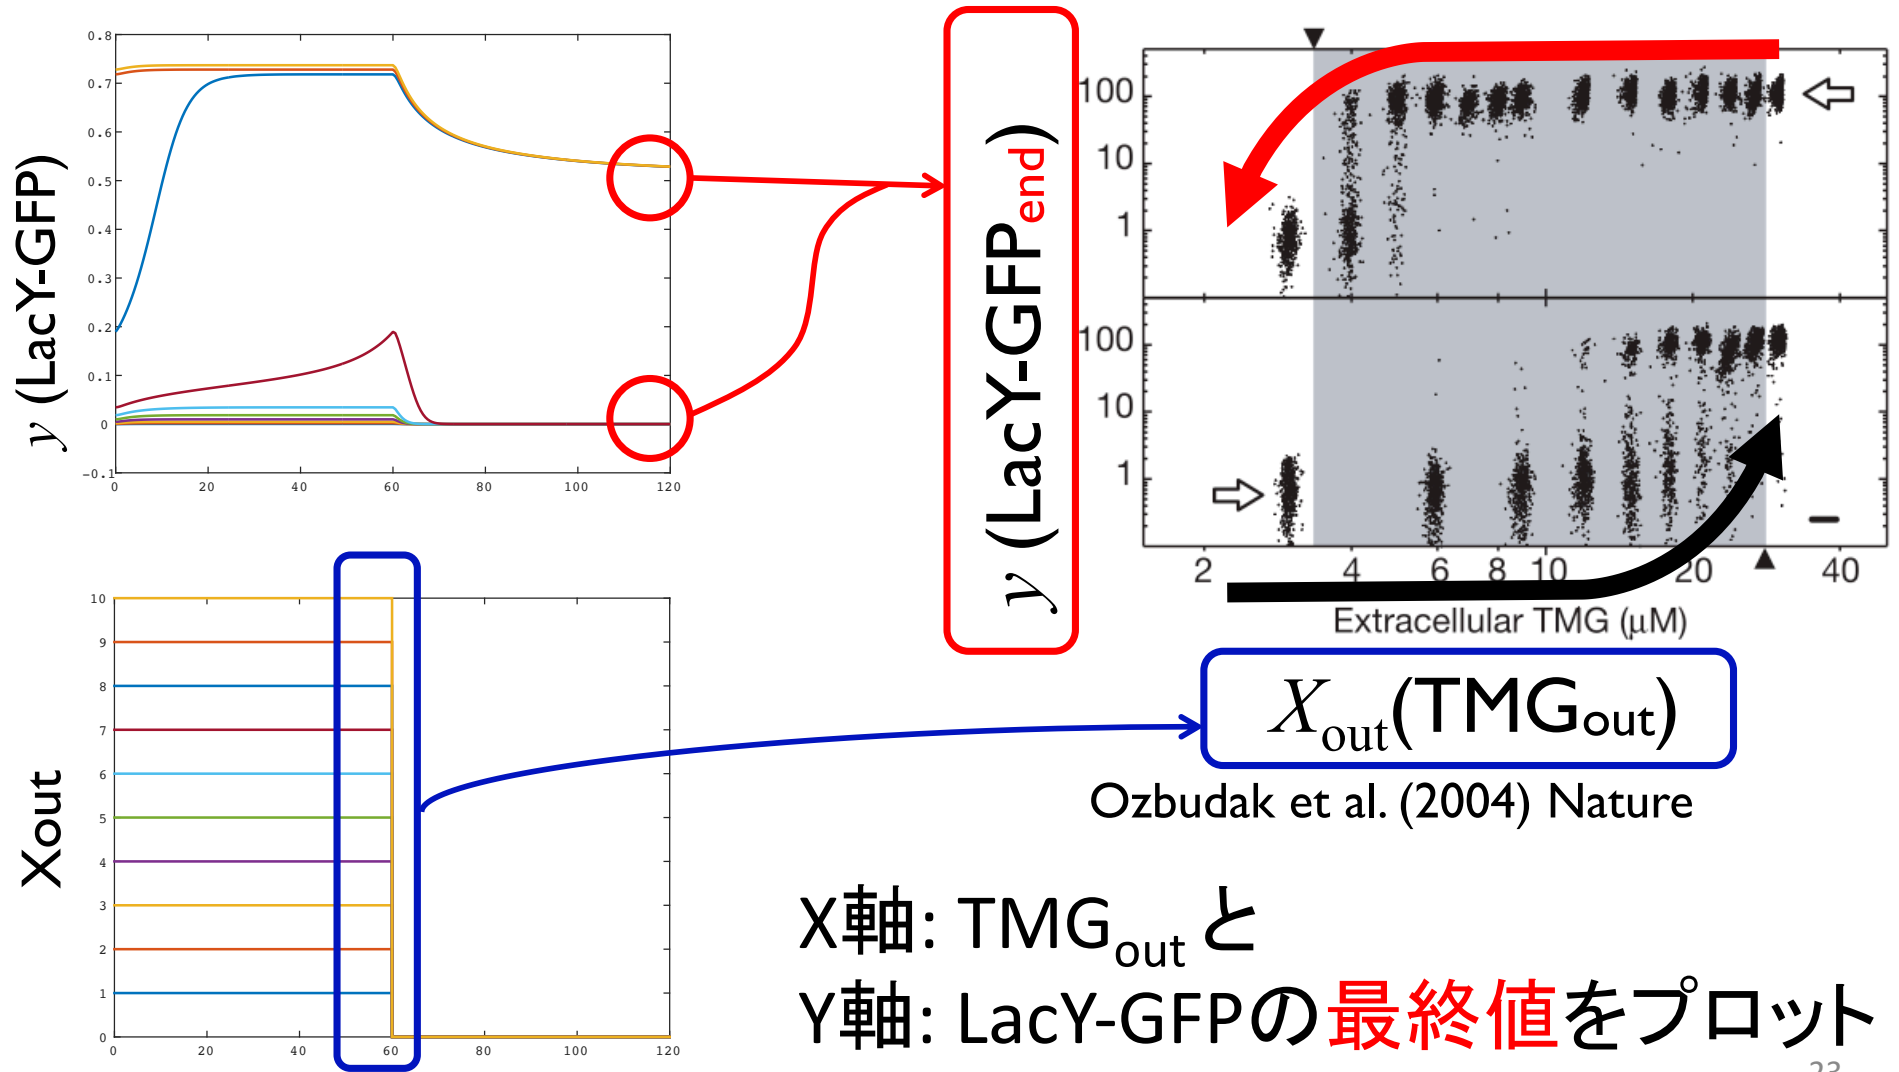 y (LacY-GFP)
0.8
0.7
0.6
0.5
0.4
0.3
0.2
0.1
0
-0.1
0 20 40 60 80 100 120
Xout
10
9
8
7
6
5
4
3
2
1
0
0 20 40 60 80 100 120
y (LacY-GFPend)
100
10
1
100
10
1
2 4 6 8 10 20 40
Extracellular TMG (μM)
Xout(TMGout)
Ozbudak et al. (2004) Nature
X軸: TMGout と
Y軸: LacY-GFPの最終値をプロット
23